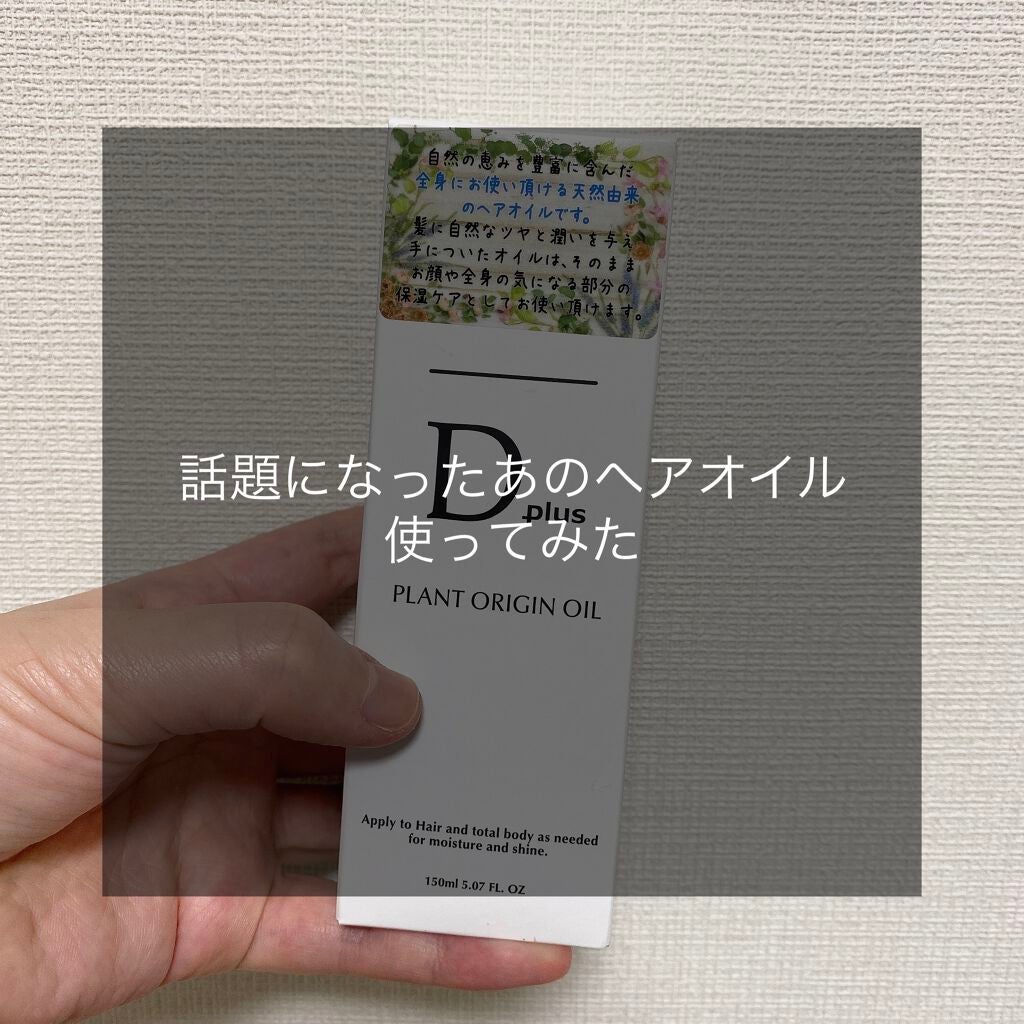 自然の恵みを豊富に含んだ
全身にお使い頂ける天然由来
のヘアオイルです。
髪に自然なツヤと潤いを与え
手についたオイルは、そのまま
お顔や全身の気になる部分の
保湿ケアとしてお使い頂けます。
話題になったあのヘアオイル
D plus
使ってみた
PLANT ORIGIN OIL
Apply to Hair and total body as needed
for moisture and shine.
150ml 5.07 FL. OZ